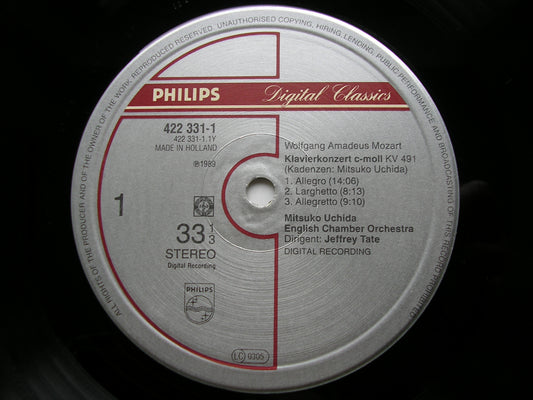 ALL RIGHTS OF THE PRODUCER AND OF THE OWNER OF THE WORK REPRODUCED RESERVED. UNAUTHORISED COPYING, HIRING, LENDING, PUBLIC PERFORMANCE AND BROADCASTING OF THIS RECORD PROHIBITED
PHILIPS
Digital Classics
422 331-1
422 331-1.1Y
MADE IN HOLLAND
℗1989
1
33 1/3
STEREO
Digital Recording
PHILIPS
Wolfgang Amadeus Mozart
Klavierkonzert c-moll KV 491
(Kadenzen: Mitsuko Uchida)
1. Allegro (14:06)
2. Larghetto (8:13)
3. Allegretto (9:10)
Mitsuko Uchida
English Chamber Orchestra
Dirigent: Jeffrey Tate
DIGITAL RECORDING
LC 0305